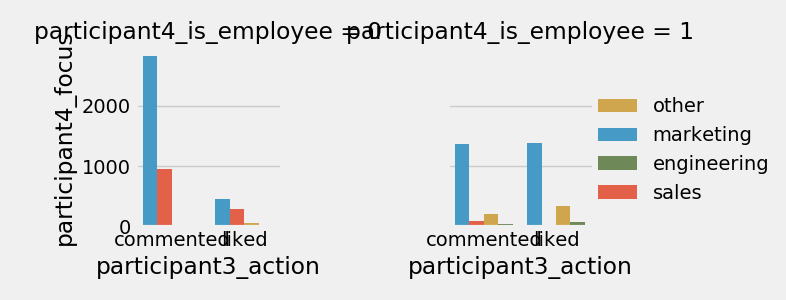 participant4_is_employee = 0
participant4_is_employee = 1
participant4_focus
2000
1000
0
commented
liked
commented
liked
participant3_action
participant3_action
other
marketing
engineering
sales